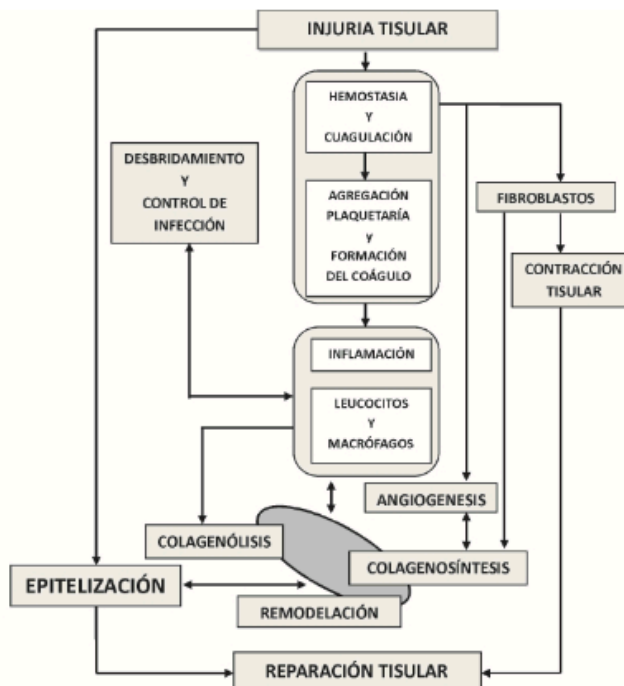 INJURIA TISULAR
HEMOSTASIA
Y
CUAGULACIÓN
DESBRIDAMIENTO
Y
CONTROL DE
INFECCIÓN
AGREGACIÓN
PLAQUETARÍA
y
FORMACIÓN
DEL COÁGULO
FIBROBLASTOS
CONTRACCIÓN
TISULAR
INFLAMACIÓN
LEUCOCITOS
Y
MACRÓFAGOS
ANGIOGENESIS
COLAGENÓLISIS
COLAGENOSÍNTESIS
EPITELIZACIÓN
REMODELACIÓN
REPARACIÓN TISULAR